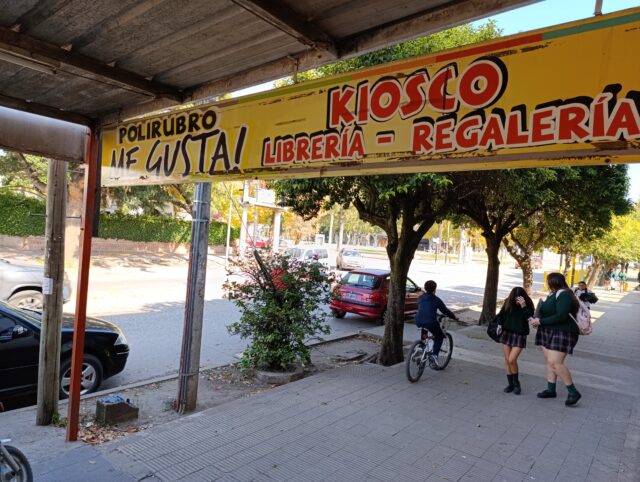 POLIRUBRO
ME GUSTA!
KIOSCO
LIBRERÍA - REGALERÍA